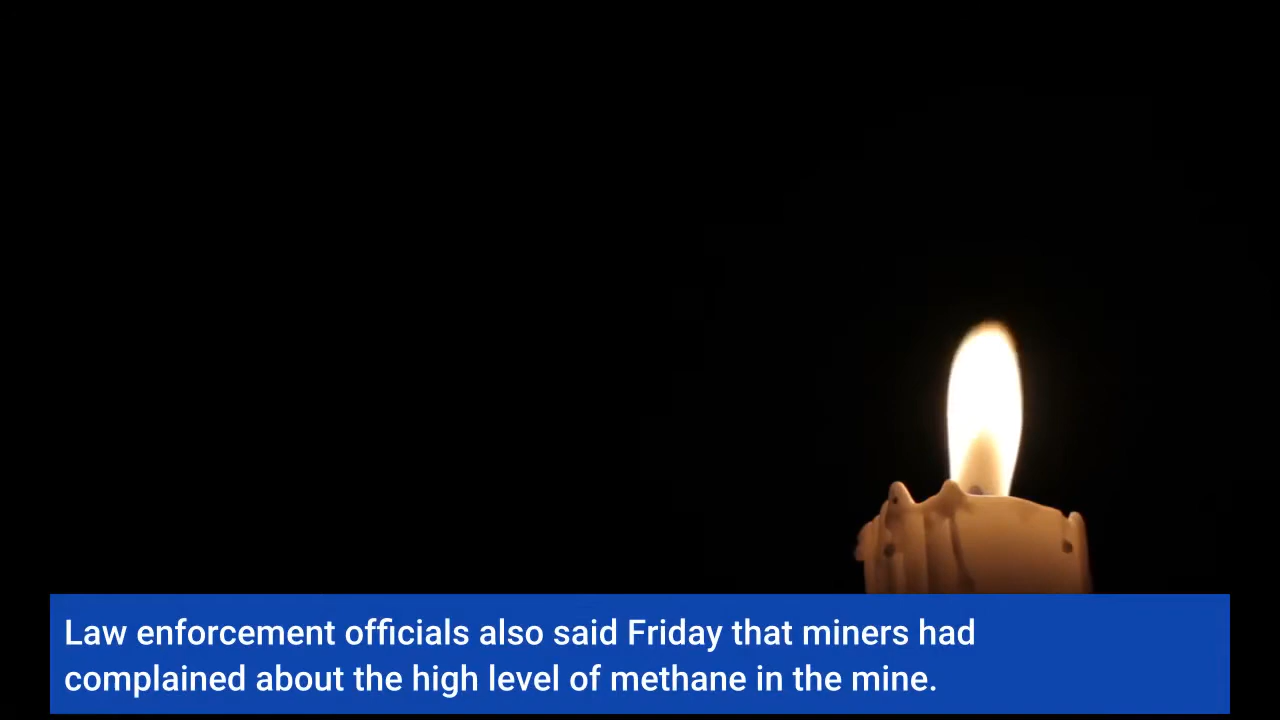 Law enforcement officials also said Friday that miners had
complained about the high level of methane in the mine.